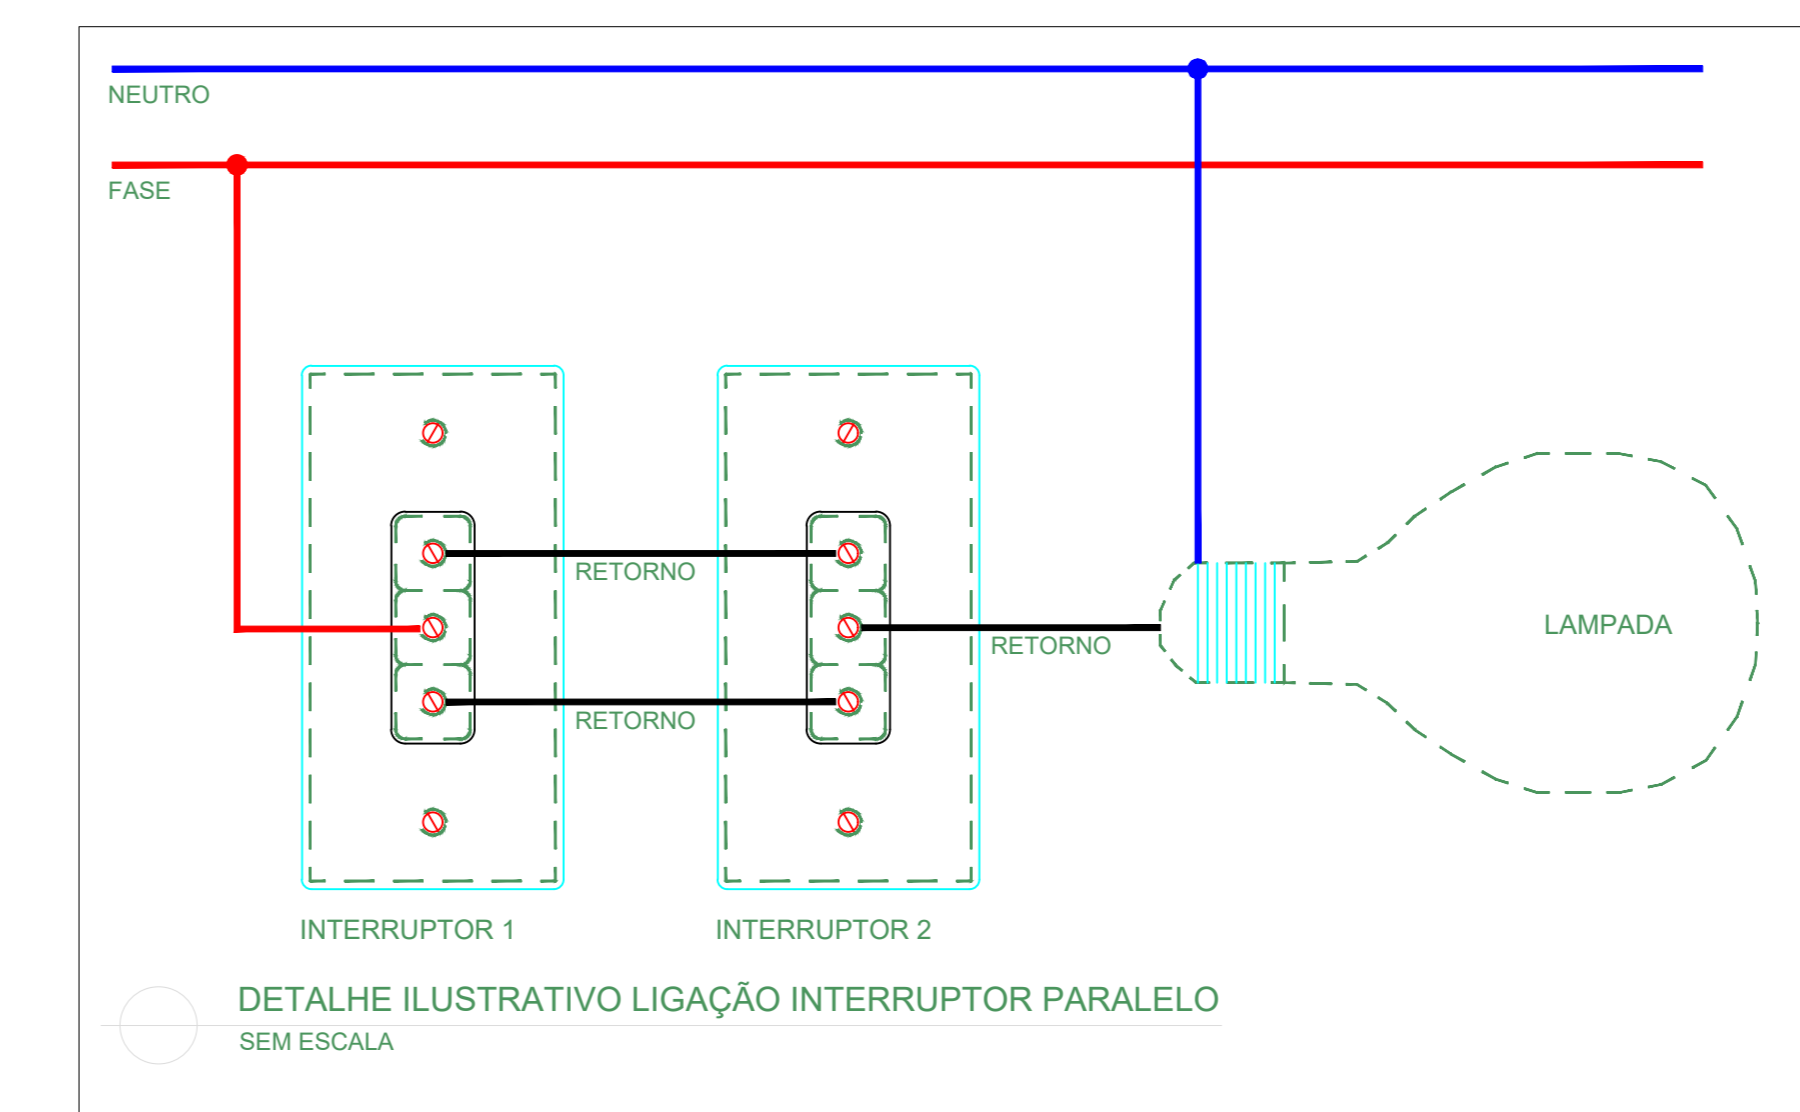 NEUTRO
FASE
RETORNO
RETORNO
RETORNO
LAMPADA
INTERRUPTOR 1
INTERRUPTOR 2
DETALHE ILUSTRATIVO LIGAÇÃO INTERRUPTOR PARALELO
SEM ESCALA